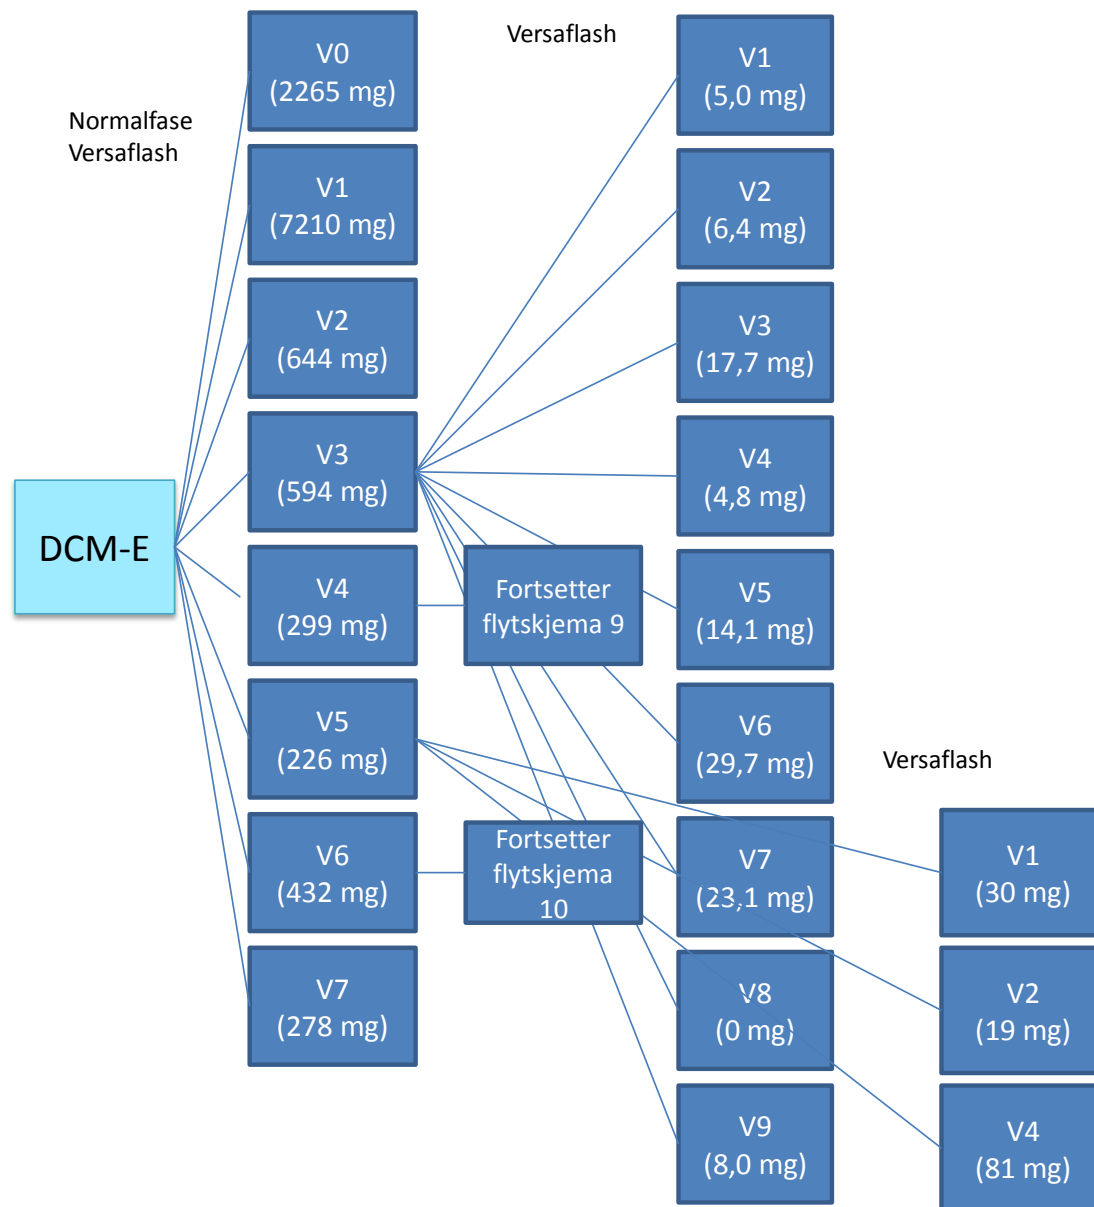 Normalfase
Versaflash
DCM-E
V0
(2265 mg)
V1
(7210 mg)
V2
(644 mg)
V3
(594 mg)
V4
(299 mg)
V5
(226 mg)
V6
(432 mg)
V7
(278 mg)
Fortsetter
flytskjema 9
Fortsetter
flytskjema
10
Versaflash
V1
(5,0 mg)
V2
(6,4 mg)
V3
(17,7 mg)
V4
(4,8 mg)
V5
(14,1 mg)
V6
(29,7 mg)
V7
(23,1 mg)
V8
(0 mg)
V9
(8,0 mg)
Versaflash
V1
(30 mg)
V2
(19 mg)
V4
(81 mg)